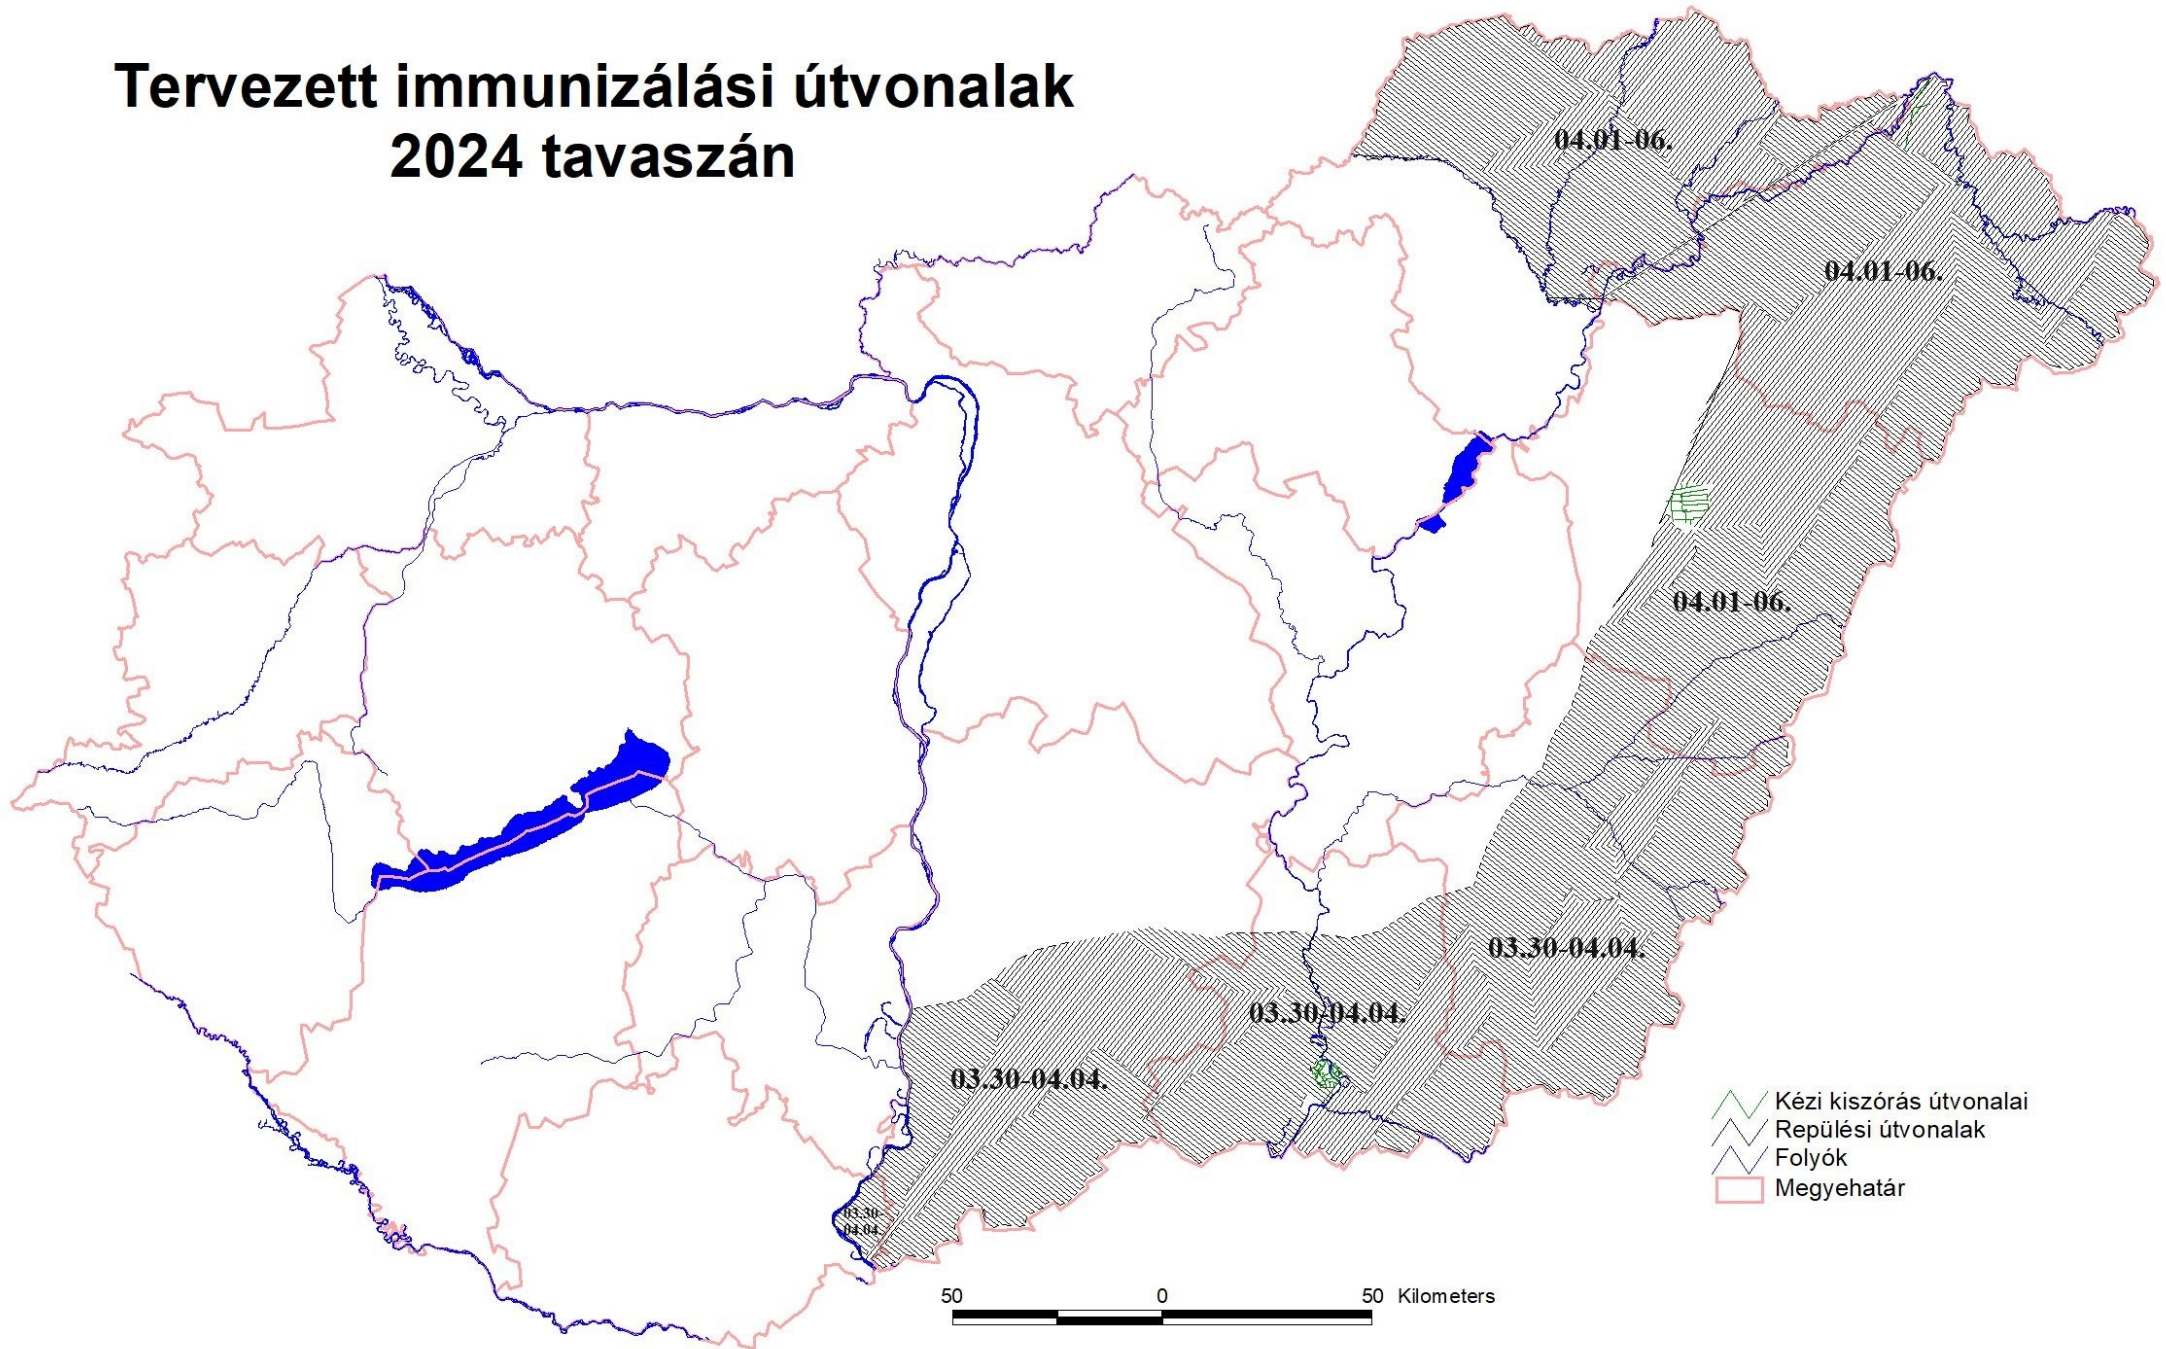 Tervezett immunizálási útvonalak
2024 tavaszán
04.01-06.
04.01-06.
04.01-06.
03.30-04.04.
03.30-04.04.
03.30-04.04.
03.30-
04.04.
Kézi kiszórás útvonalai
Repülési útvonalak
Folyók
Megyehatár
50 0 50 Kilometers